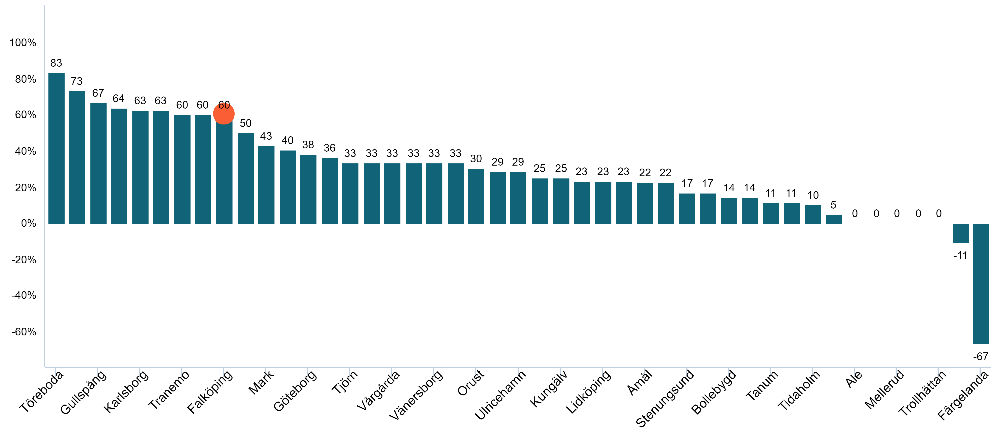 100%
80%
60%
40%
20%
0%
-20%
-40%
-60%
83
73
67
64
63
63
60
60
60
50
43
40
38
36
33
33
33
33
33
33
30
29
29
25
25
23
23
23
22
22
17
17
14
14
11
11
10
5
0
0
0
0
0
-11
-67
Töreboda
Gullspång
Karlsborg
Tranemo
Falköping
Mark
Göteborg
Tjörn
Vårgårda
Vänersborg
Orust
Ulricehamn
Kungälv
Lidköping
Åmål
Stenungsund
Bollebygd
Tanum
Tidaholm
Ale
Mellerud
Trollhättan
Färgelanda